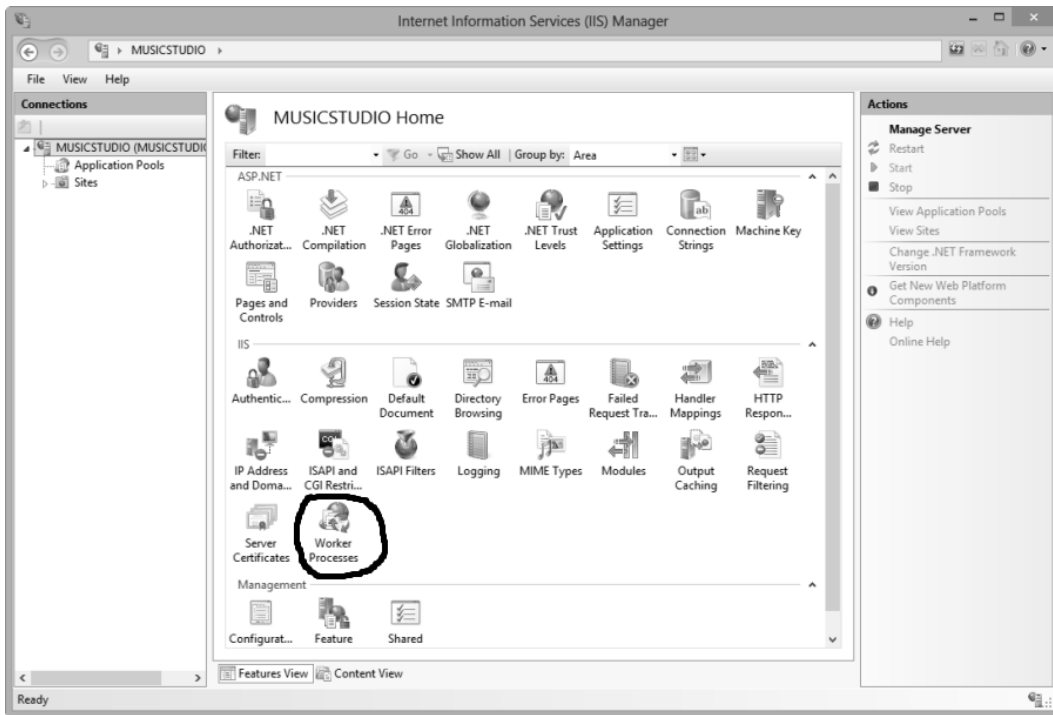 Internet Information Services (IIS) Manager
MUSICSTUDIO
File View Help
Connections
MUSICSTUDIO (MUSICSTUDI
Application Pools
Sites
MUSICSTUDIO Home
Filter: Go Show All Group by: Area
ASP.NET
.NET .NET .NET Error .NET .NET Trust Application Connection Machine Key
Authorizat... Compilation Pages Globalization Levels Settings Strings
Pages and Providers Session State SMTP E-mail
Controls
IIS
Authentic... Compression Default Directory Error Pages Failed Handler HTTP
Document Browsing Request Tra... Mappings Respon...
IP Address ISAPI and ISAPI Filters Logging MIME Types Modules Output Request
and Doma... CGI Restri... Caching Filtering
Server Worker
Certificates Processes
Management
Configurat... Feature Shared
Features View Content View
Actions
Manage Server
Restart
Start
Stop
View Application Pools
View Sites
Change .NET Framework
Version
Get New Web Platform
Components
Help
Online Help
Ready